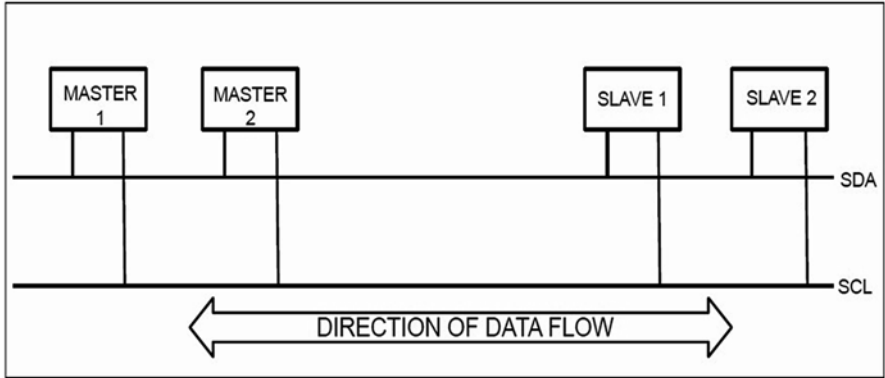 MASTER
1
MASTER
2
SLAVE 1
SLAVE 2
SDA
SCL
DIRECTION OF DATA FLOW